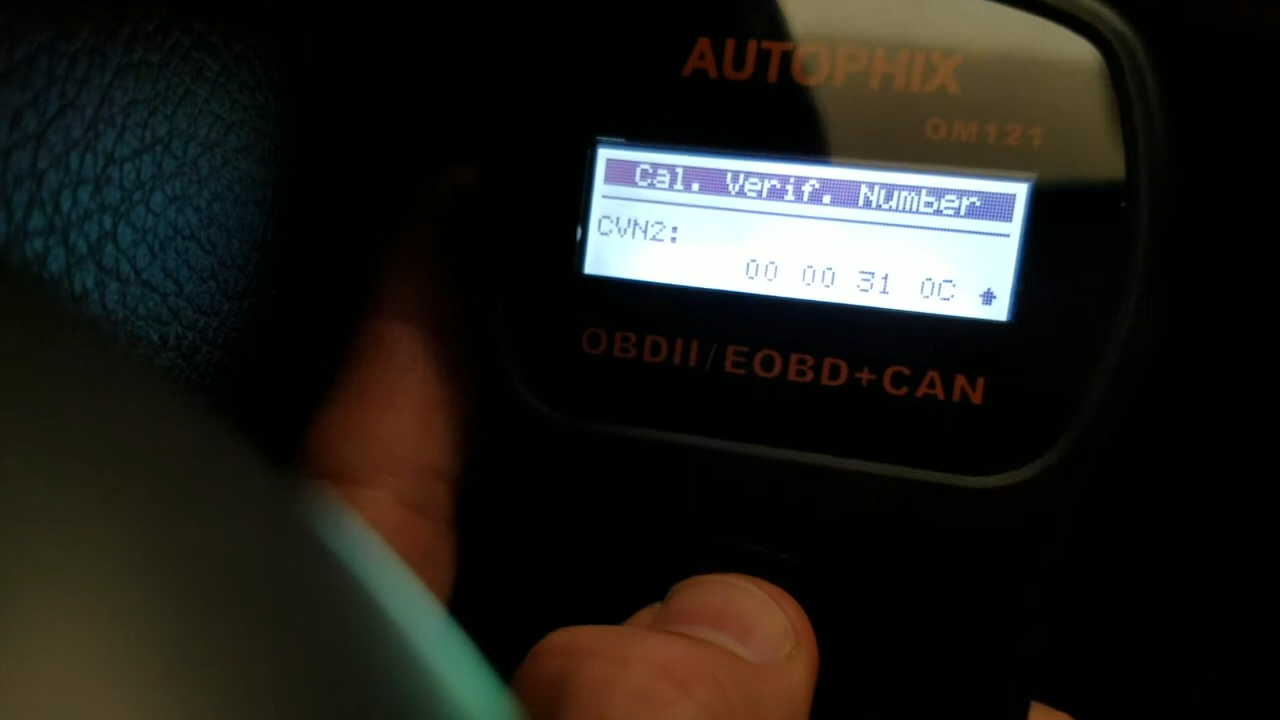 AUTOPHIX
OM121
Cal. Verif. Number
CVN2:
00 00 31 0C
OBDII/EOBD+CAN